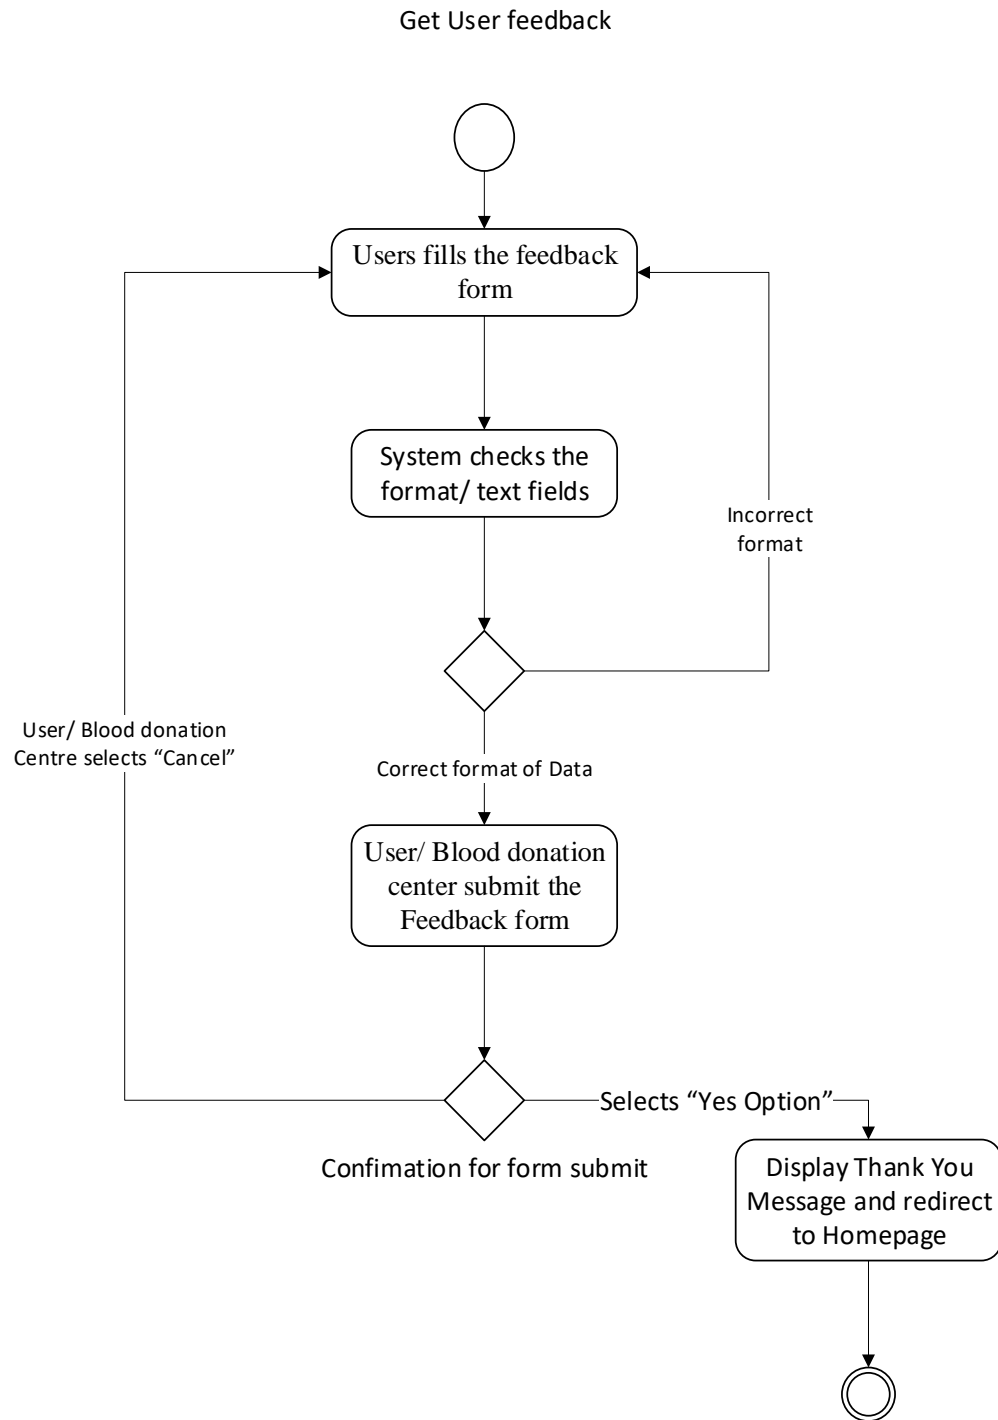 Get User feedback
Users fills the feedback
form
System checks the
format/ text fields
Incorrect
format
User/ Blood donation
Centre selects “Cancel”
Correct format of Data
User/ Blood donation
center submit the
Feedback form
Selects “Yes Option”
Confimation for form submit
Display Thank You
Message and redirect
to Homepage